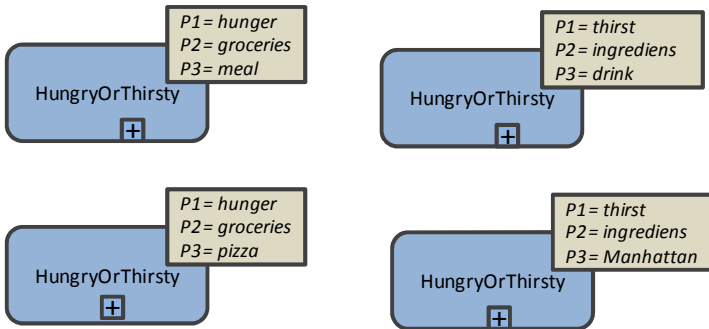 P1= hunger
P2= groceries
P3= meal
HungryOrThirsty
+
P1= thirst
P2= ingrediens
P3= drink
HungryOrThirsty
+
P1= hunger
P2= groceries
P3= pizza
HungryOrThirsty
+
P1= thirst
P2= ingrediens
P3= Manhattan
HungryOrThirsty
+